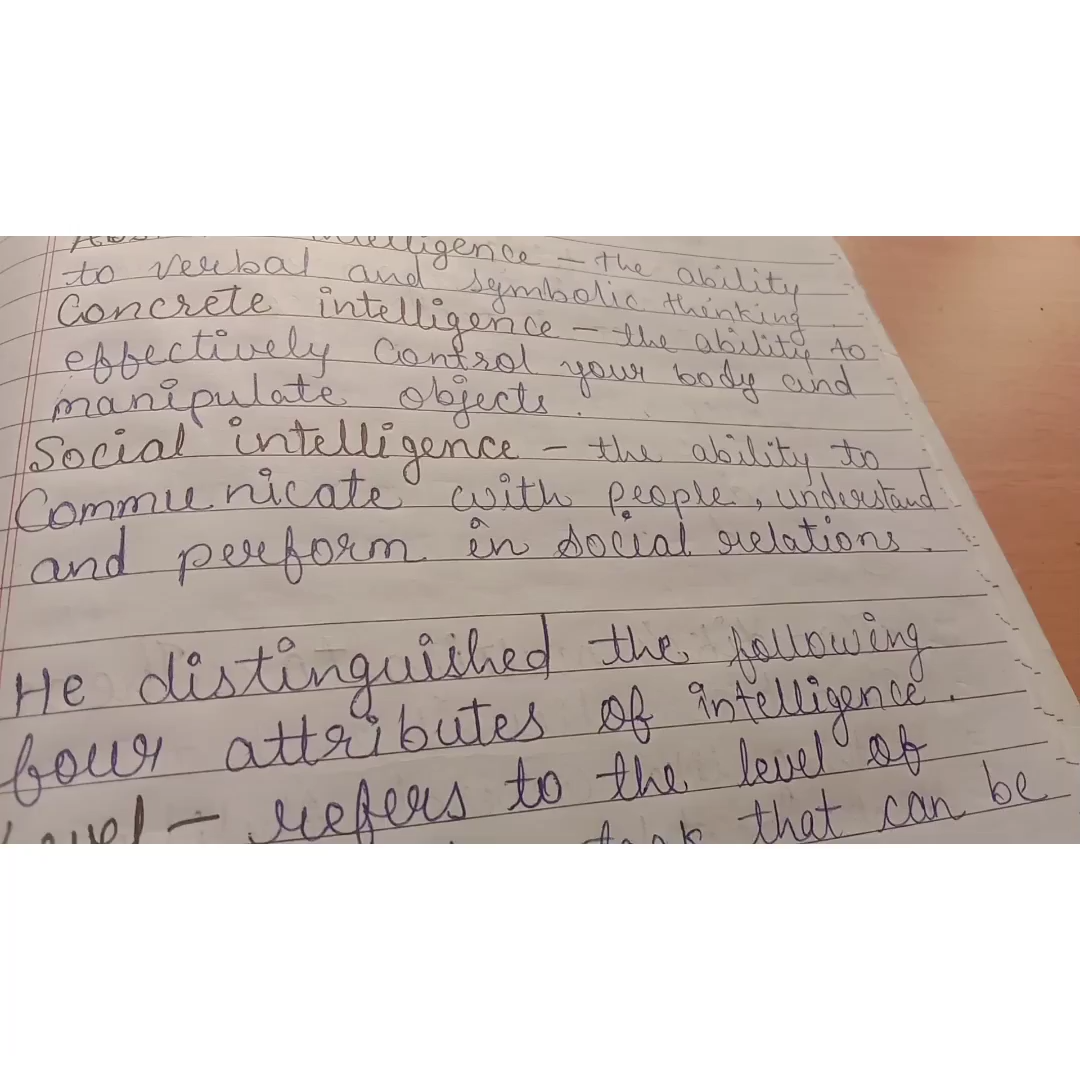 intelligence – the ability
to verbal and symbolic thinking.
Concrete intelligence – the ability to
effectively control your body and
manipulate objects.
Social intelligence – the ability to
Communicate with people, understand
and perform in social relations.
He distinguished the following
four attributes of intelligence.
Level – refers to the level of
that can be